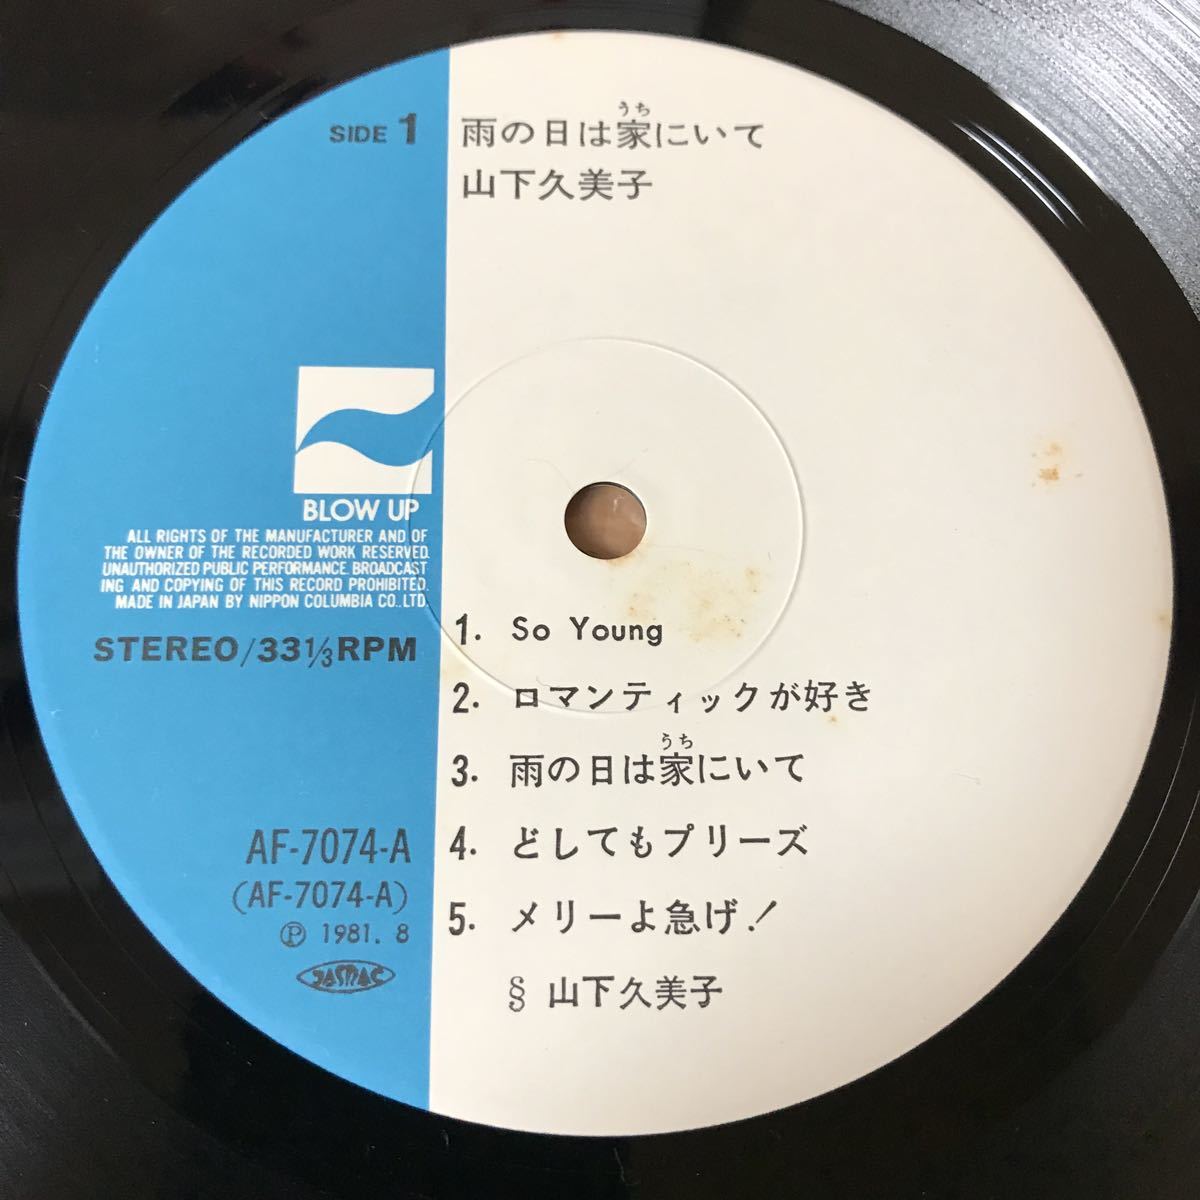 SIDE 1
うち
雨の日は家にいて
山下久美子
BLOW UP
ALL RIGHTS OF THE MANUFACTURER AND OF
THE OWNER OF THE RECORDED WORK RESERVED.
UNAUTHORIZED PUBLIC PERFORMANCE. BROADCAST
ING AND COPYING OF THIS RECORD PROHIBITED.
MADE IN JAPAN BY NIPPON COLUMBIA CO., LTD.
STEREO/33 1/3 RPM
1. So Young
2. ロマンティックが好き
うち
3. 雨の日は家にいて
4. どしてもプリーズ
5. メリーよ急げ!
§ 山下久美子
AF-7074-A
(AF-7074-A)
Ⓟ 1981. 8
JASRAC